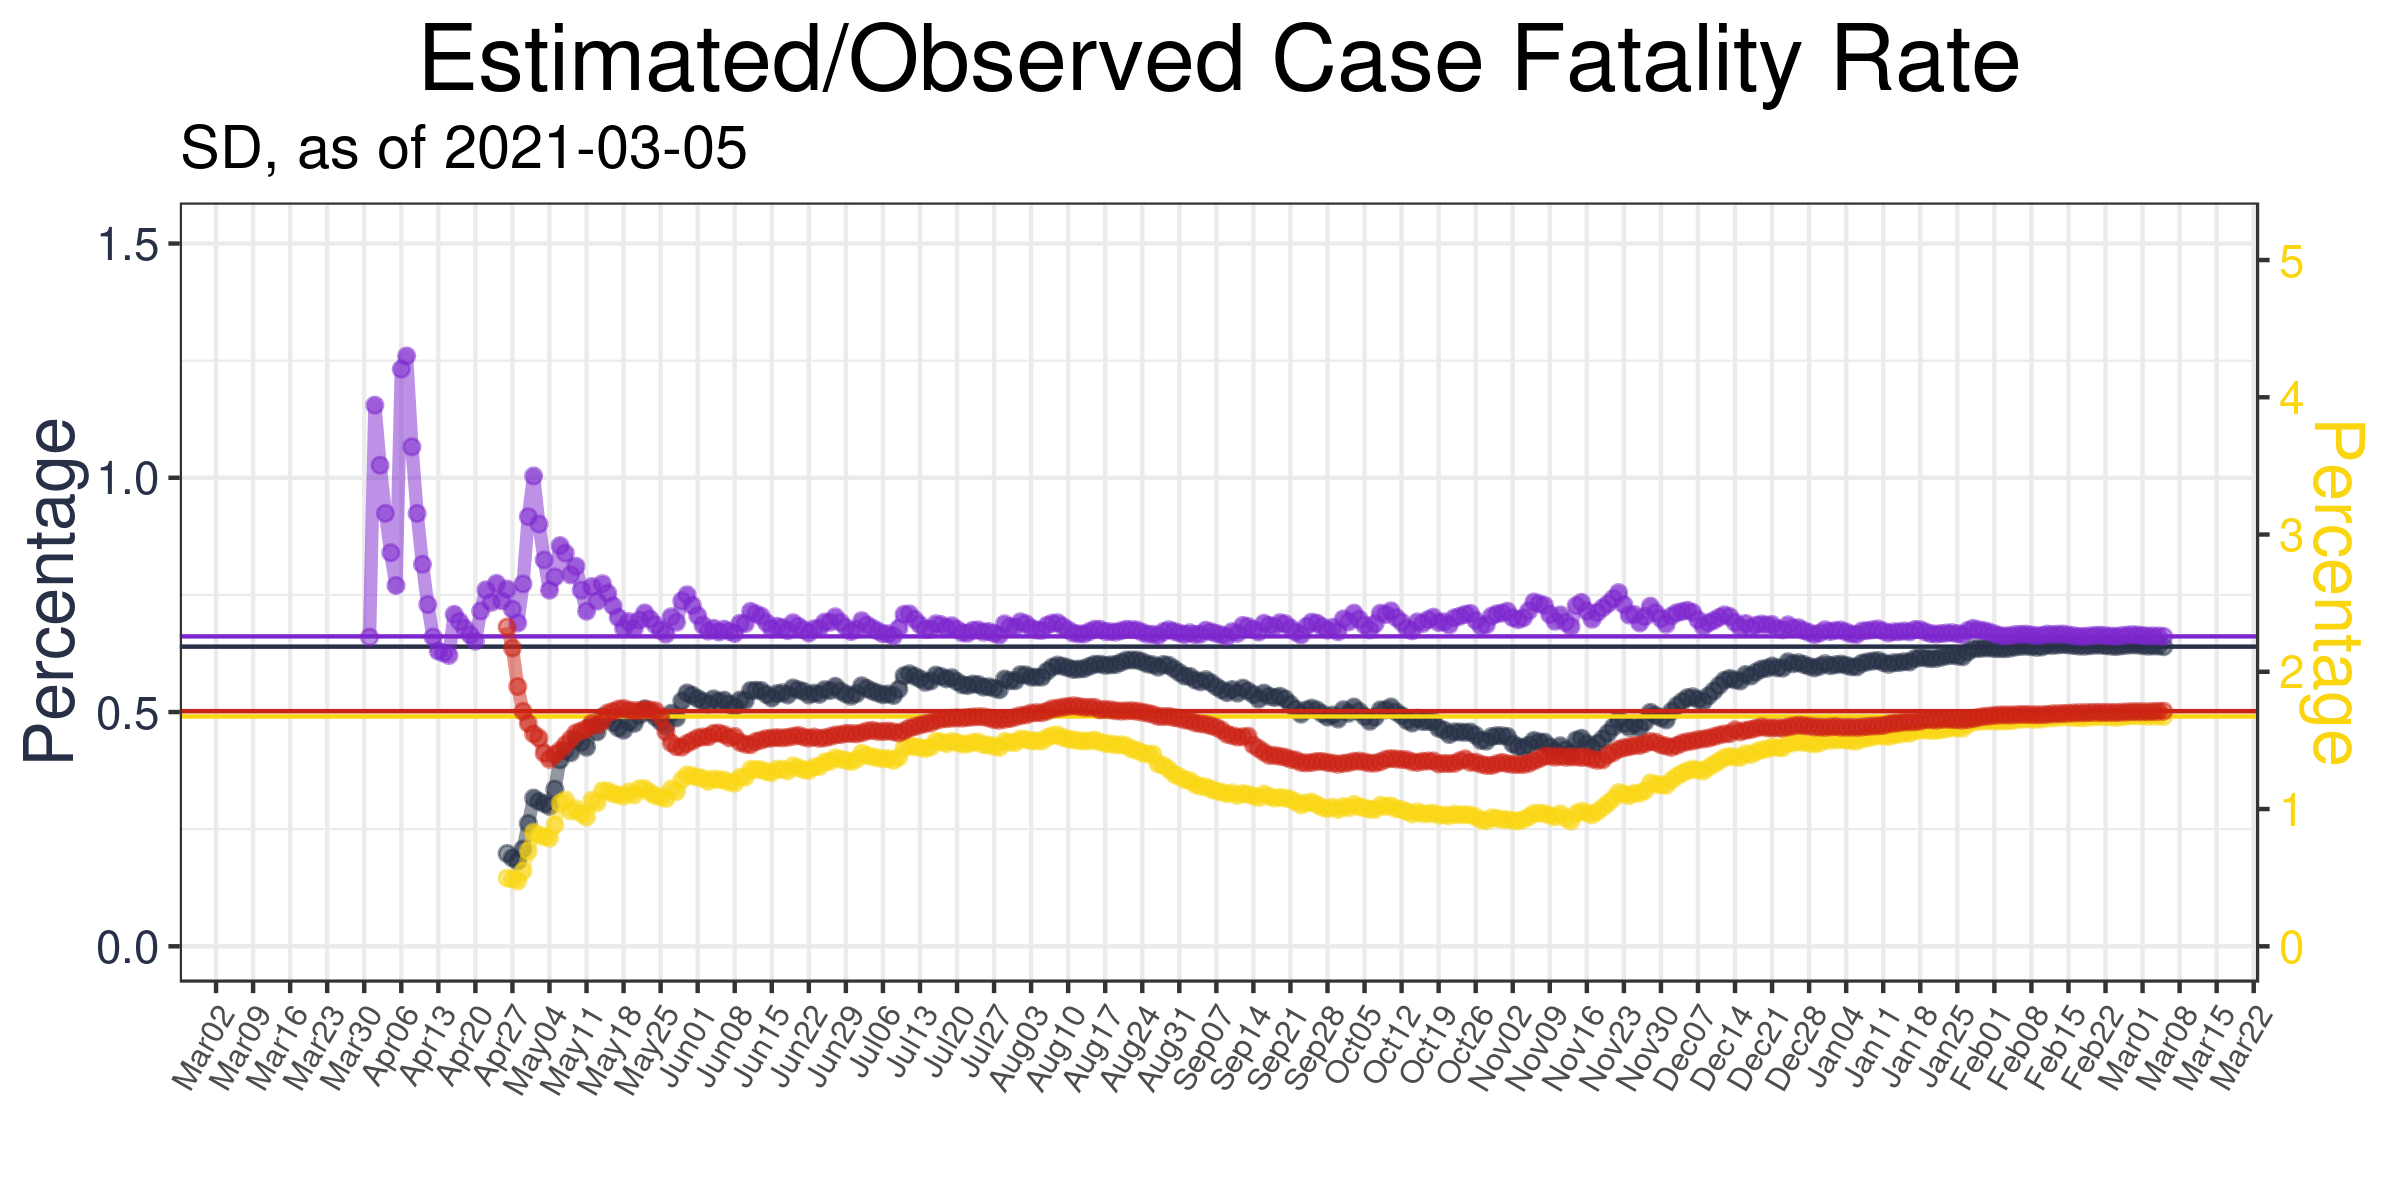 Estimated/Observed Case Fatality Rate
SD, as of 2021-03-05
Percentage
1.5
1.0
0.5
0.0
5
4
3
2
1
0
Percentage
Mar02
Mar09
Mar16
Mar23
Mar30
Apr06
Apr13
Apr20
Apr27
May04
May11
May18
May25
Jun01
Jun08
Jun15
Jun22
Jun29
Jul06
Jul13
Jul20
Jul27
Aug03
Aug10
Aug17
Aug24
Aug31
Sep07
Sep14
Sep21
Sep28
Oct05
Oct12
Oct19
Oct26
Nov02
Nov09
Nov16
Nov23
Nov30
Dec07
Dec14
Dec21
Dec28
Jan04
Jan11
Jan18
Jan25
Feb01
Feb08
Feb15
Feb22
Mar01
Mar08
Mar15
Mar22